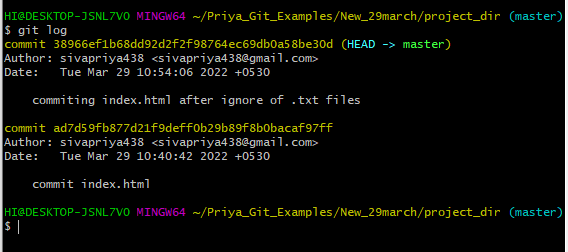 HI@DESKTOP-JSNL7VO MINGW64 ~/Priya_Git_Examples/New_29march/project_dir (master)
$ git log
commit 38966ef1b68dd92d2f2f98764ec69db0a58be30d (HEAD -> master)
Author: sivapriya438 <sivapriya438@gmail.com>
Date:   Tue Mar 29 10:54:06 2022 +0530
    commiting index.html after ignore of .txt files
commit ad7d59fb877d21f9deff0b29b89f8b0bacaf97ff
Author: sivapriya438 <sivapriya438@gmail.com>
Date:   Tue Mar 29 10:40:42 2022 +0530
    commit index.html
HI@DESKTOP-JSNL7VO MINGW64 ~/Priya_Git_Examples/New_29march/project_dir (master)
$